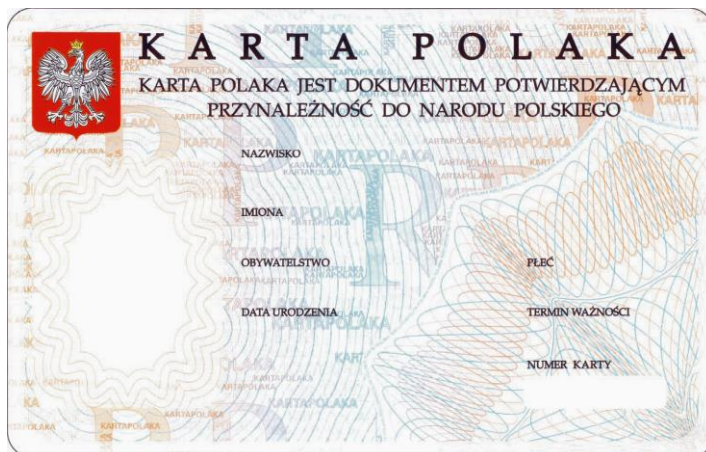 KARTA POLAKA
KARTA POLAKA JEST DOKUMENTEM POTWIERDZAJĄCYM
PRZYNALEŻNOŚĆ DO NARODU POLSKIEGO
NAZWISKO
IMIONA
OBYWATELSTWO
PŁEĆ
DATA URODZENIA
TERMIN WAŻNOŚCI
NUMER KARTY